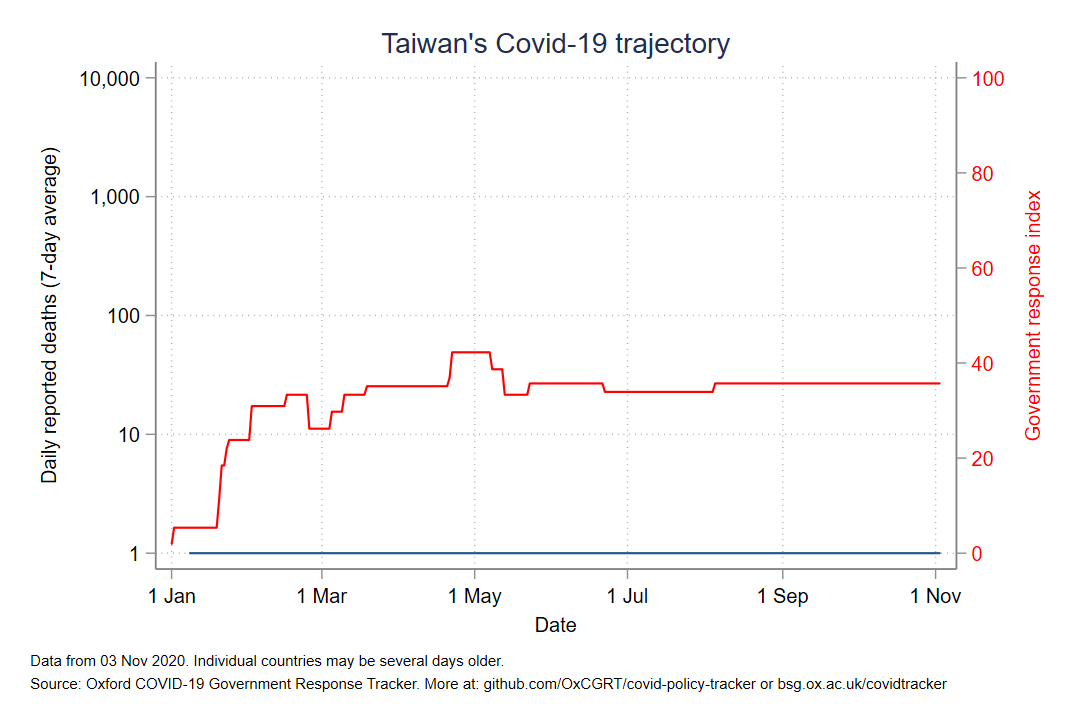 Taiwan's Covid-19 trajectory
10,000
1,000
100
10
1
Daily reported deaths (7-day average)
100
80
60
40
20
0
Government response index
1 Jan 1 Mar 1 May 1 Jul 1 Sep 1 Nov
Date
Data from 03 Nov 2020. Individual countries may be several days older.
Source: Oxford COVID-19 Government Response Tracker. More at: github.com/OxCGRT/covid-policy-tracker or bsg.ox.ac.uk/covidtracker